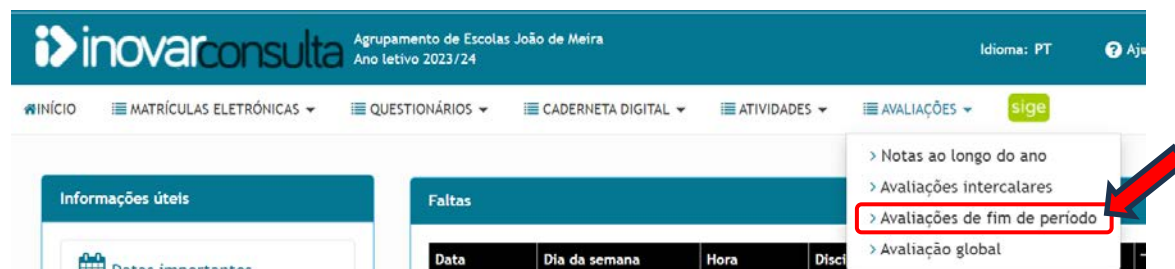 inovarconsulta
Agrupamento de Escolas João de Meira
Ano letivo 2023/24
Idioma: PT
INÍCIO
MATRÍCULAS ELETRÓNICAS
QUESTIONÁRIOS
CADERNETA DIGITAL
ATIVIDADES
AVALIAÇÕES
sige
> Notas ao longo do ano
> Avaliações intercalares
> Avaliações de fim de período
> Avaliação global
Informações úteis
Datas importantes
Faltas
Data
Dia da semana
Hora